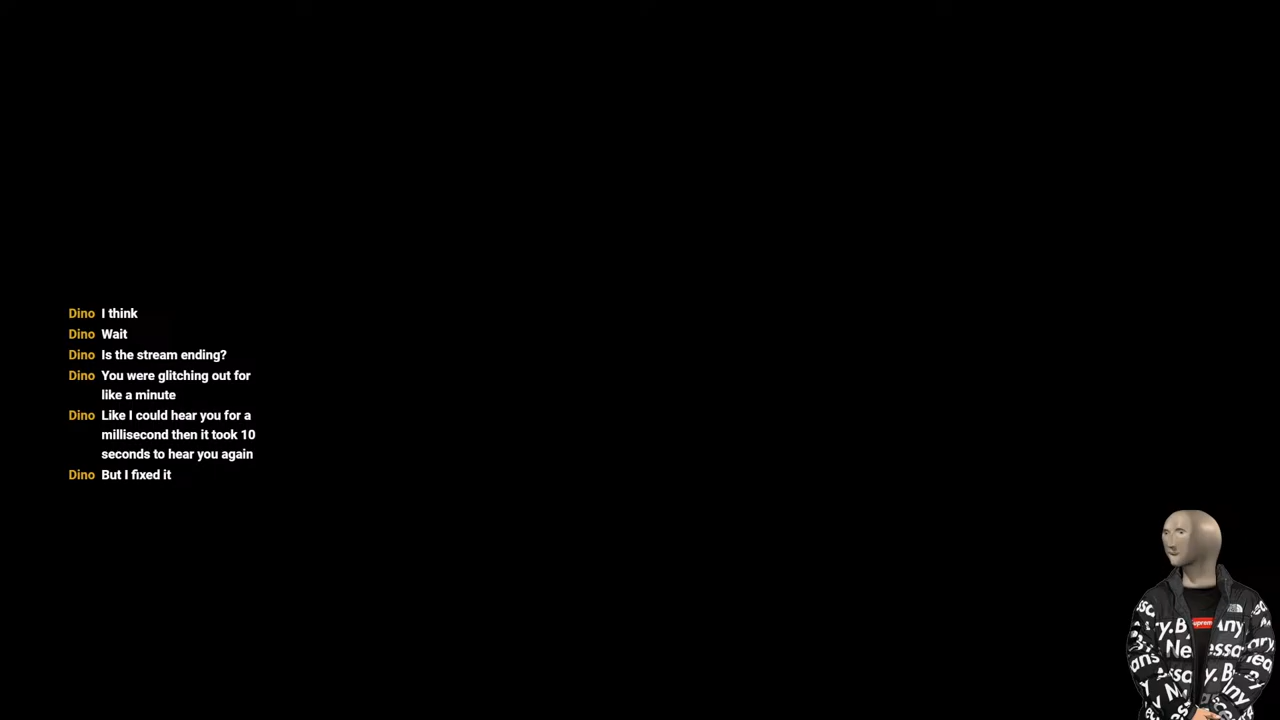 Dino I think
Dino Wait
Dino Is the stream ending?
Dino You were glitching out for
like a minute
Dino Like I could hear you for a
millisecond then it took 10
seconds to hear you again
Dino But I fixed it